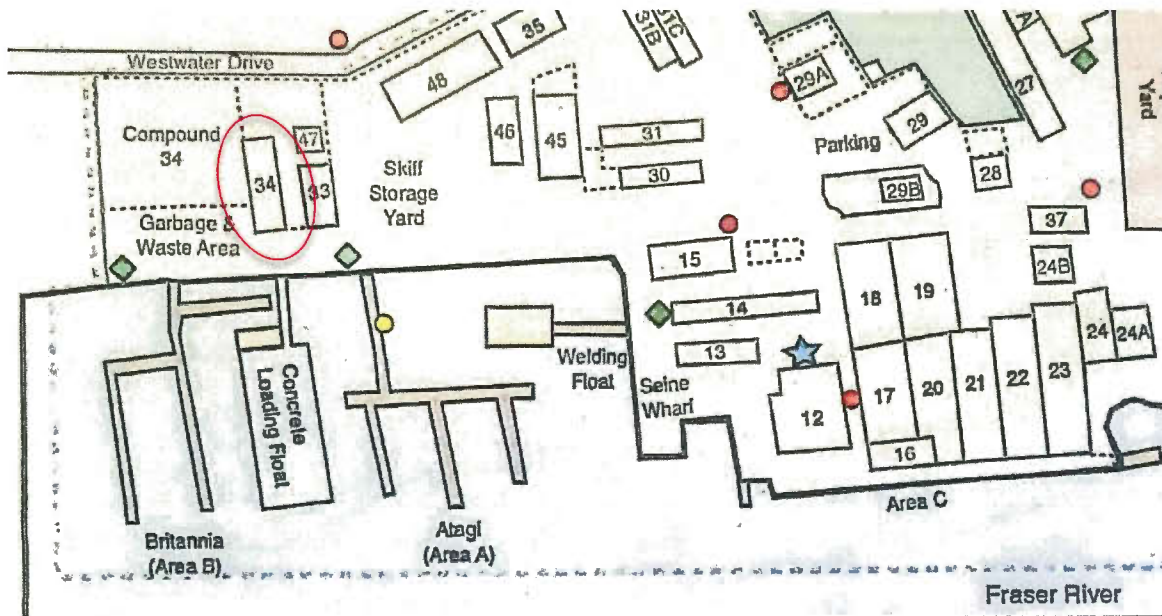 Westwater Drive
35
48
31B
31C
29A
27
A
Yard
Compound
34
47
34
33
Skiff
Storage
Yard
46
45
31
30
Parking
29
28
29B
37
24B
Garbage &
Waste Area
15
14
13
18
19
24
24A
Welding
Float
Seine
Wharf
12
17
20
21
22
23
16
Concrete
Loading Float
Area C
Britannia
(Area B)
Atagi
(Area A)
Fraser River